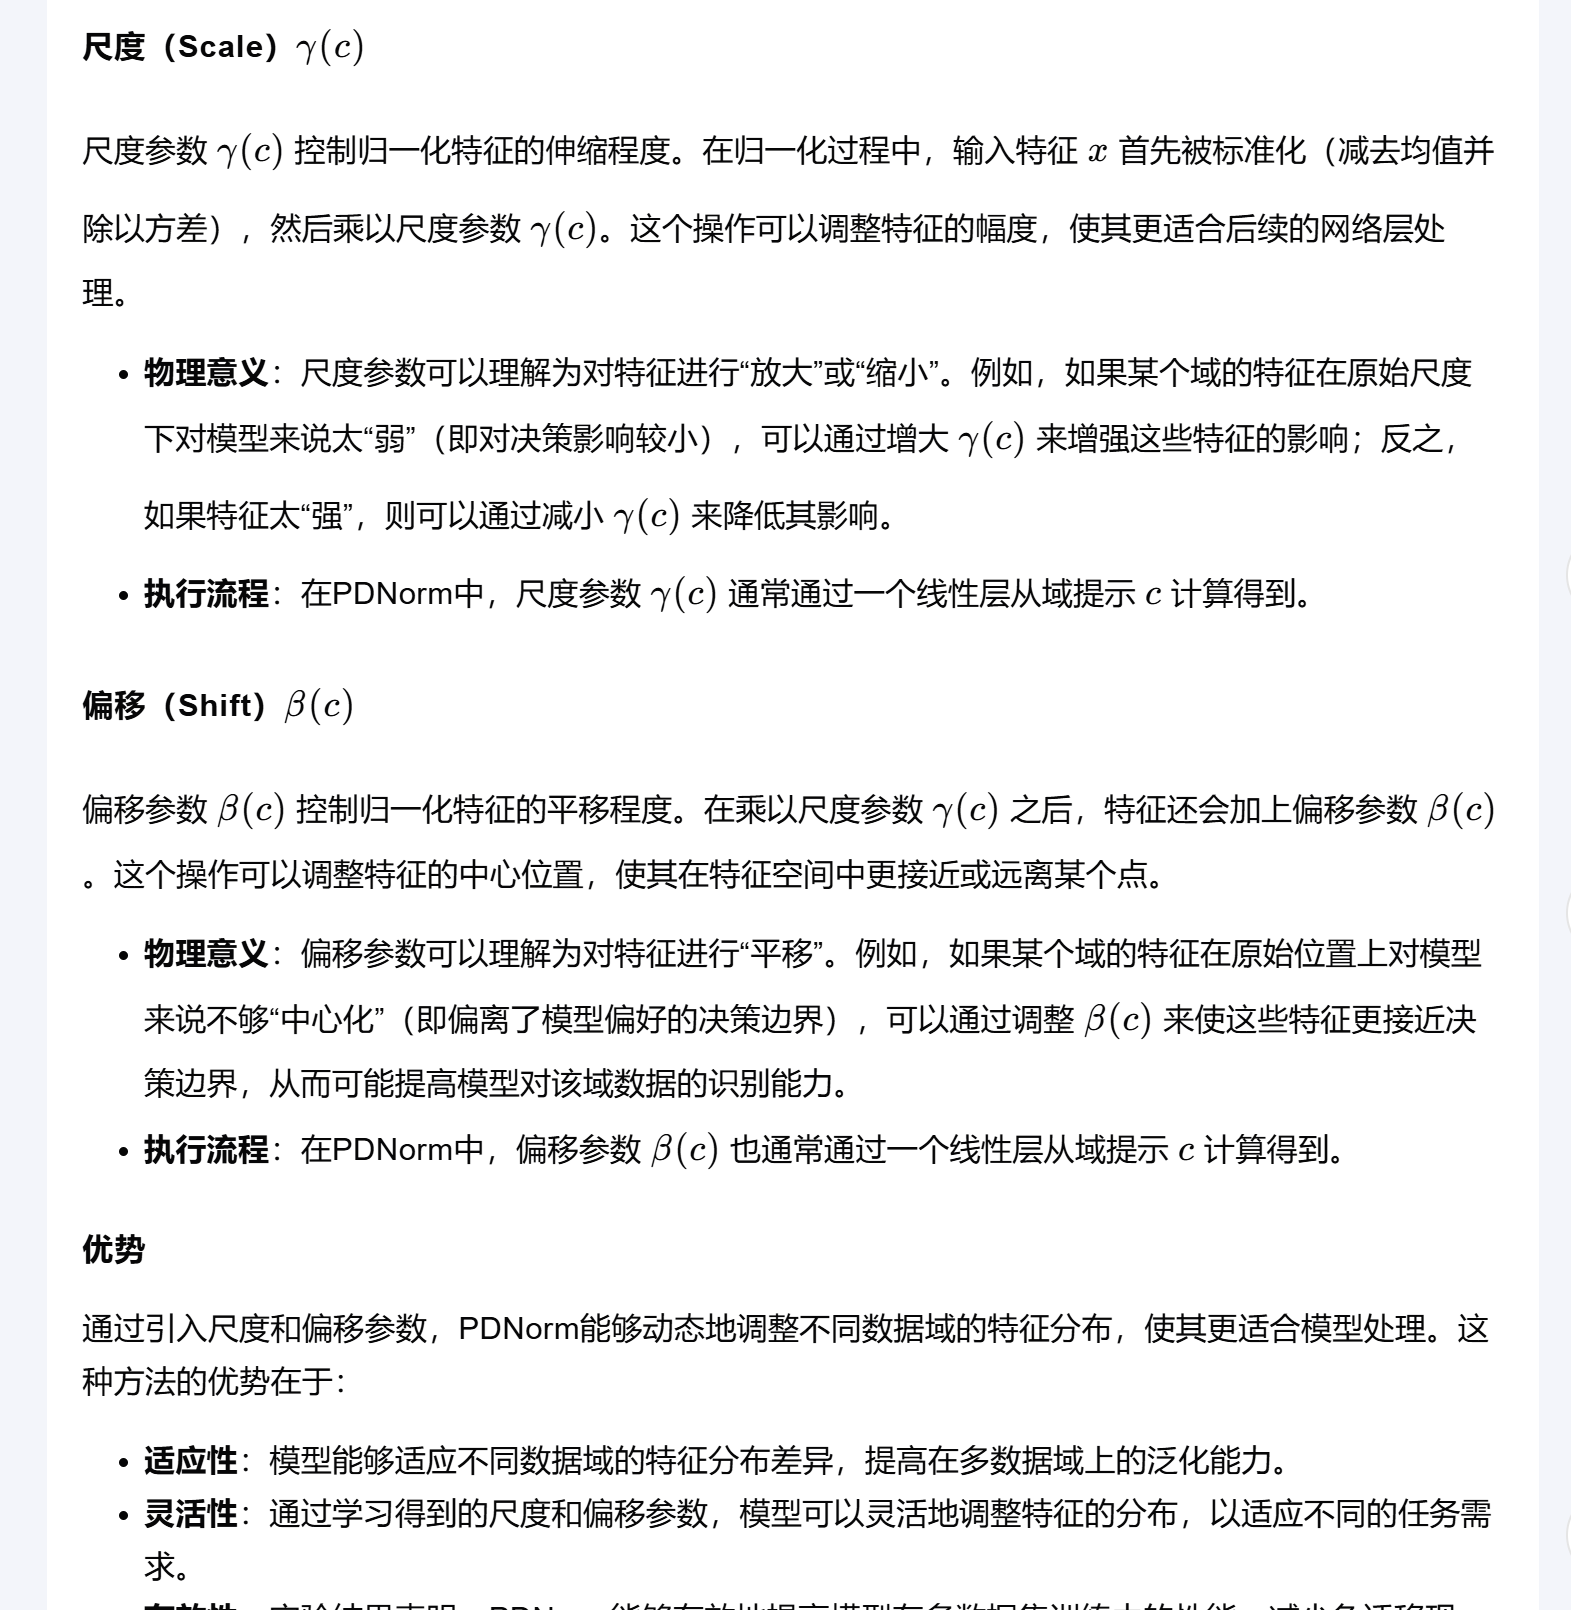 尺度（Scale）γ(c)
尺度参数 γ(c) 控制归一化特征的伸缩程度。在归一化过程中，输入特征 x 首先被标准化（减去均值并
除以方差），然后乘以尺度参数 γ(c)。这个操作可以调整特征的幅度，使其更适合后续的网络层处
理。
• 物理意义：尺度参数可以理解为对特征进行“放大”或“缩小”。例如，如果某个域的特征在原始尺度
下对模型来说太“弱”（即对决策影响较小），可以通过增大 γ(c) 来增强这些特征的影响；反之，
如果特征太“强”，则可以通过减小 γ(c) 来降低其影响。
• 执行流程：在PDNorm中，尺度参数 γ(c) 通常通过一个线性层从域提示 c 计算得到。
偏移（Shift）β(c)
偏移参数 β(c) 控制归一化特征的平移程度。在乘以尺度参数 γ(c) 之后，特征还会加上偏移参数 β(c)
。这个操作可以调整特征的中心位置，使其在特征空间中更接近或远离某个点。
• 物理意义：偏移参数可以理解为对特征进行“平移”。例如，如果某个域的特征在原始位置上对模型
来说不够“中心化”（即偏离了模型偏好的决策边界），可以通过调整 β(c) 来使这些特征更接近决
策边界，从而可能提高模型对该域数据的识别能力。
• 执行流程：在PDNorm中，偏移参数 β(c) 也通常通过一个线性层从域提示 c 计算得到。
优势
通过引入尺度和偏移参数，PDNorm能够动态地调整不同数据域的特征分布，使其更适合模型处理。这
种方法的优势在于：
• 适应性：模型能够适应不同数据域的特征分布差异，提高在多数据域上的泛化能力。
• 灵活性：通过学习得到的尺度和偏移参数，模型可以灵活地调整特征的分布，以适应不同的任务需
求。